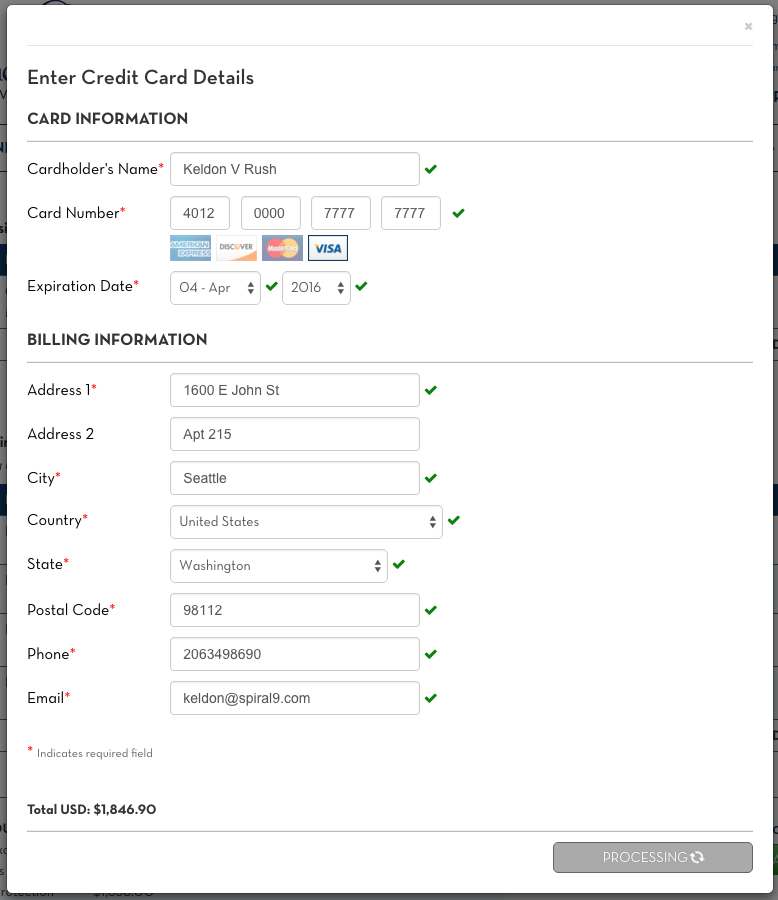 ×
Enter Credit Card Details
CARD INFORMATION
Cardholder's Name* Keldon V Rush
Card Number* 4012 0000 7777 7777
AMERICAN EXPRESS DISCOVER MasterCard VISA
Expiration Date* 04 - Apr 2016
BILLING INFORMATION
Address 1* 1600 E John St
Address 2 Apt 215
City* Seattle
Country* United States
State* Washington
Postal Code* 98112
Phone* 2063498690
Email* keldon@spiral9.com
* Indicates required field
Total USD: $1,846.90
PROCESSING